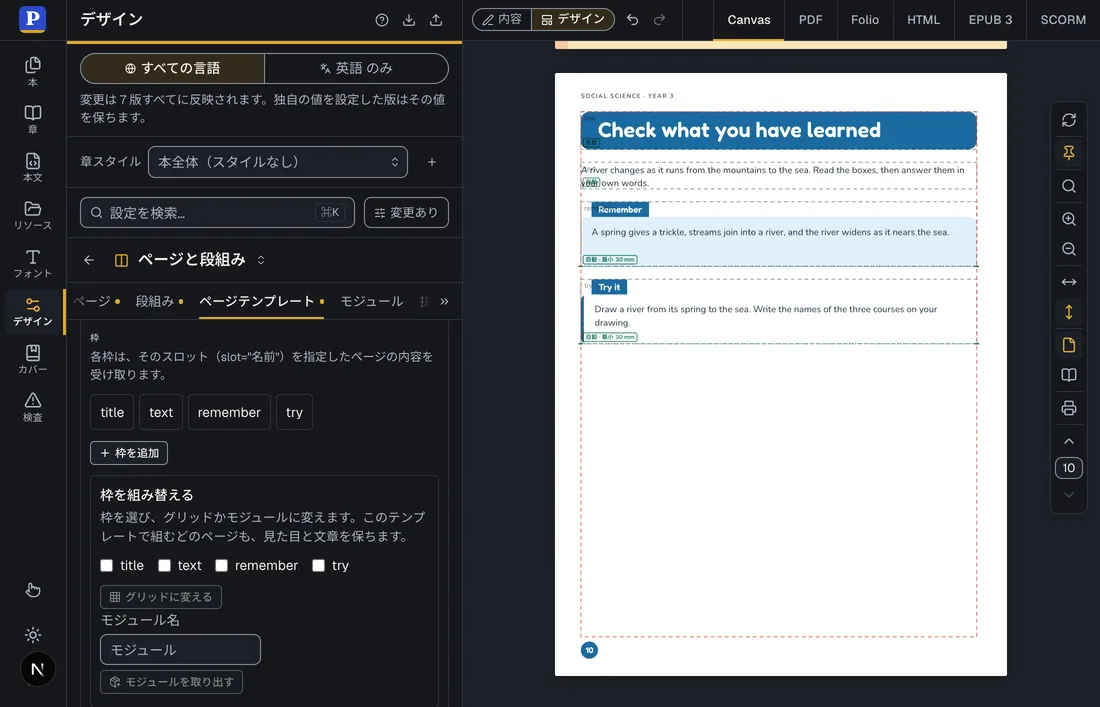 P
デザイン
内容
デザイン
Canvas
PDF
Folio
HTML
EPUB 3
SCORM
本
章
本文
リソース
フォント
デザイン
カバー
検査
N
すべての言語
英語 のみ
変更は 7 版すべてに反映されます。独自の値を設定した版はその値
を保ちます。
章スタイル
本全体（スタイルなし）
設定を検索…
⌘K
変更あり
ページと段組み
ページ
段組み
ページテンプレート
モジュール
枠
各枠は、そのスロット（slot="名前"）を指定したページの内容を
受け取ります。
title
text
remember
try
+ 枠を追加
枠を組み替える
枠を選び、グリッドかモジュールに変えます。このテンプ
レートで組むどのページも、見た目と文章を保ちます。
title
text
remember
try
グリッドに変える
モジュール名
モジュール
モジュールを取り出す
SOCIAL SCIENCE · YEAR 3
Check what you have learned
A river changes as it runs from the mountains to the sea. Read the boxes, then answer them in
your own words.
Remember
A spring gives a trickle, streams join into a river, and the river widens as it nears the sea.
自動 · 最小 30 mm
Try it
Draw a river from its spring to the sea. Write the names of the three courses on your
drawing.
自動 · 最小 30 mm
10
10